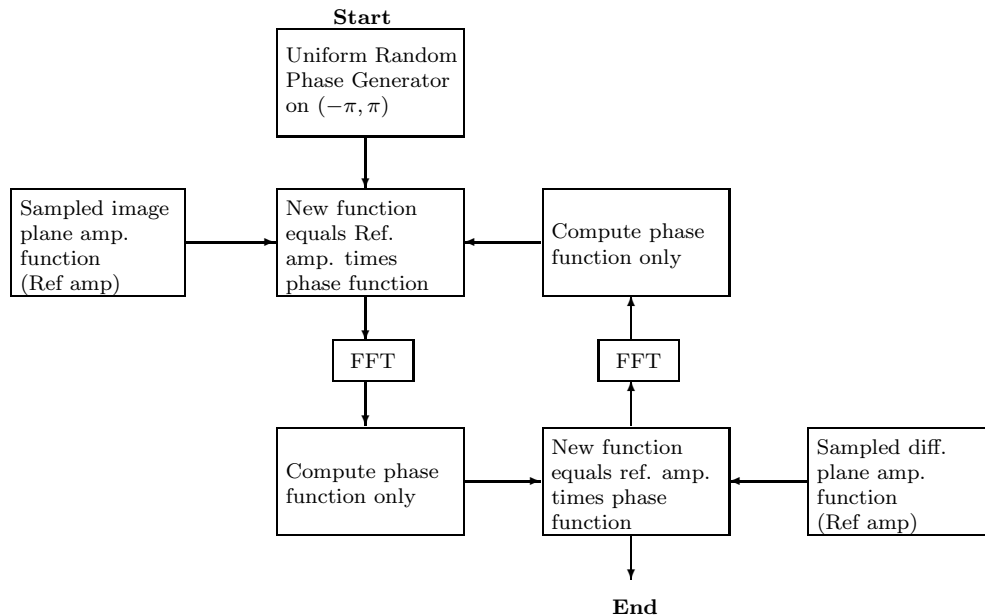 Start
Uniform Random
Phase Generator
on (−π, π)
Sampled image
plane amp.
function
(Ref amp)
New function
equals Ref.
amp. times
phase function
Compute phase
function only
FFT
FFT
Compute phase
function only
New function
equals ref. amp.
times phase
function
Sampled diff.
plane amp.
function
(Ref amp)
End